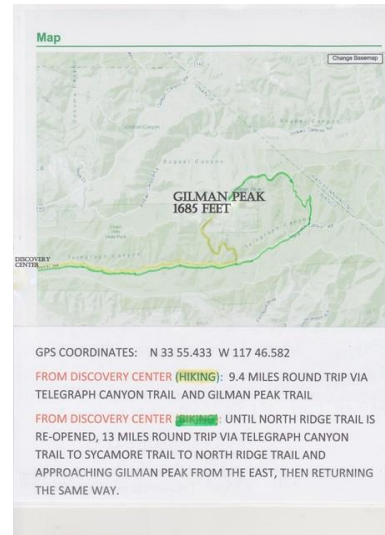 Map
Change Basemap
GILMAN PEAK
1685 FEET
DISCOVERY
CENTER
GPS COORDINATES: N 33 55.433 W 117 46.582
FROM DISCOVERY CENTER (HIKING): 9.4 MILES ROUND TRIP VIA
TELEGRAPH CANYON TRAIL AND GILMAN PEAK TRAIL
FROM DISCOVERY CENTER (BIKING): UNTIL NORTH RIDGE TRAIL IS
RE-OPENED, 13 MILES ROUND TRIP VIA TELEGRAPH CANYON
TRAIL TO SYCAMORE TRAIL TO NORTH RIDGE TRAIL AND
APPROACHING GILMAN PEAK FROM THE EAST, THEN RETURNING
THE SAME WAY.